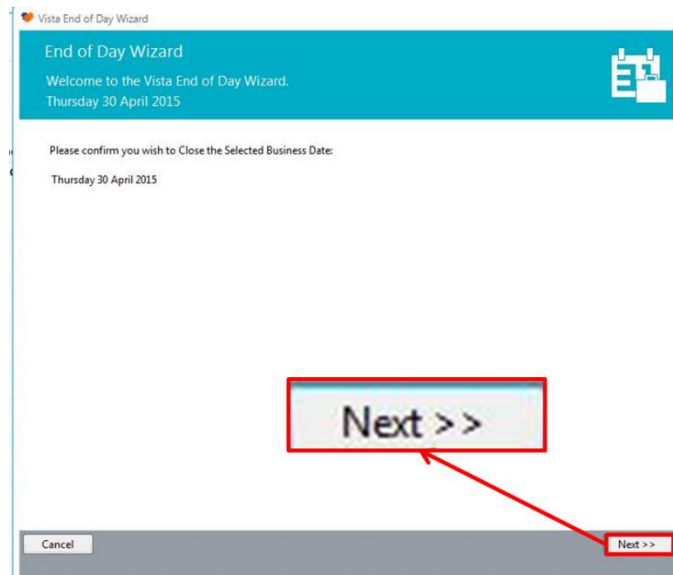 Vista End of Day Wizard
End of Day Wizard
Welcome to the Vista End of Day Wizard.
Thursday 30 April 2015
Please confirm you wish to Close the Selected Business Date:
Thursday 30 April 2015
Next >>
Cancel
Next >>